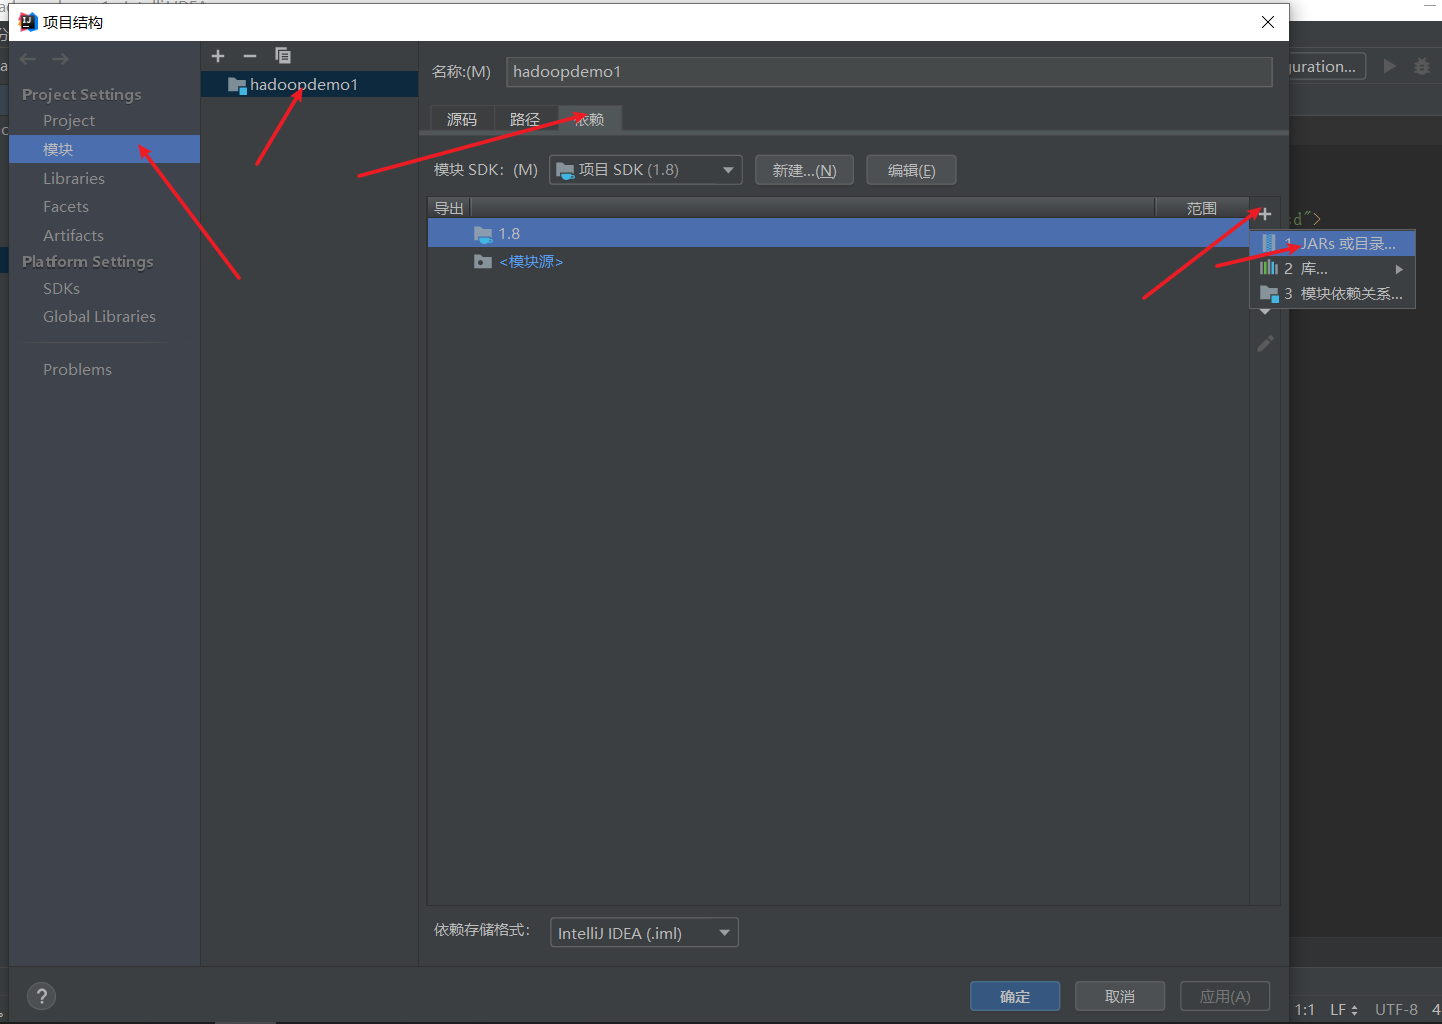 项目结构
Project Settings
Project
模块
Libraries
Facets
Artifacts
Platform Settings
SDKs
Global Libraries
Problems
hadoopdemo1
名称:(M) hadoopdemo1
源码 路径 依赖
模块 SDK: (M) 项目 SDK (1.8) 新建...(N) 编辑(E)
导出 范围
1.8
<模块源>
1 JARs 或目录...
2 库...
3 模块依赖关系...
依赖存储格式: IntelliJ IDEA (.iml)
? 确定 取消 应用(A)
guration...
d">
1:1 LF UTF-8 4